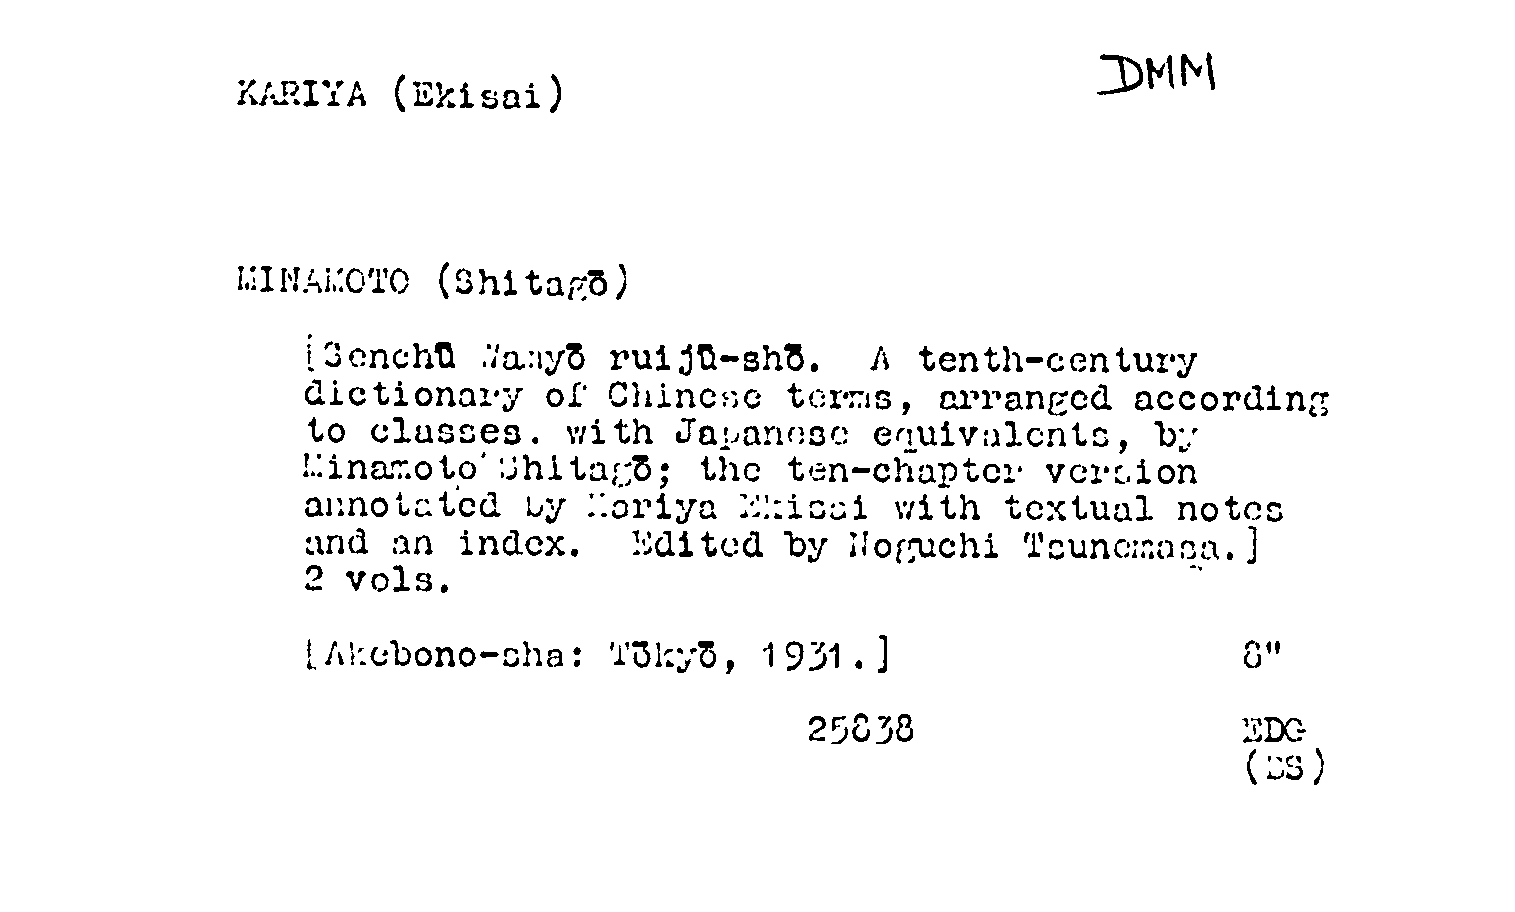 KARIYA (Ekisai)
DMM
MINAMOTO (Shitagō)
[Senchū Wamyō ruijū-shō. A tenth-century
dictionary of Chinese terms, arranged according
to classes. with Japanese equivalents, by
Minamoto Shitagō; the ten-chapter version
annotated by Kariya Ekisai with textual notes
and an index. Edited by Noguchi Tsunemasa.]
2 vols.
[Akebono-sha: Tōkyō, 1931.]
8"
25838
EDG